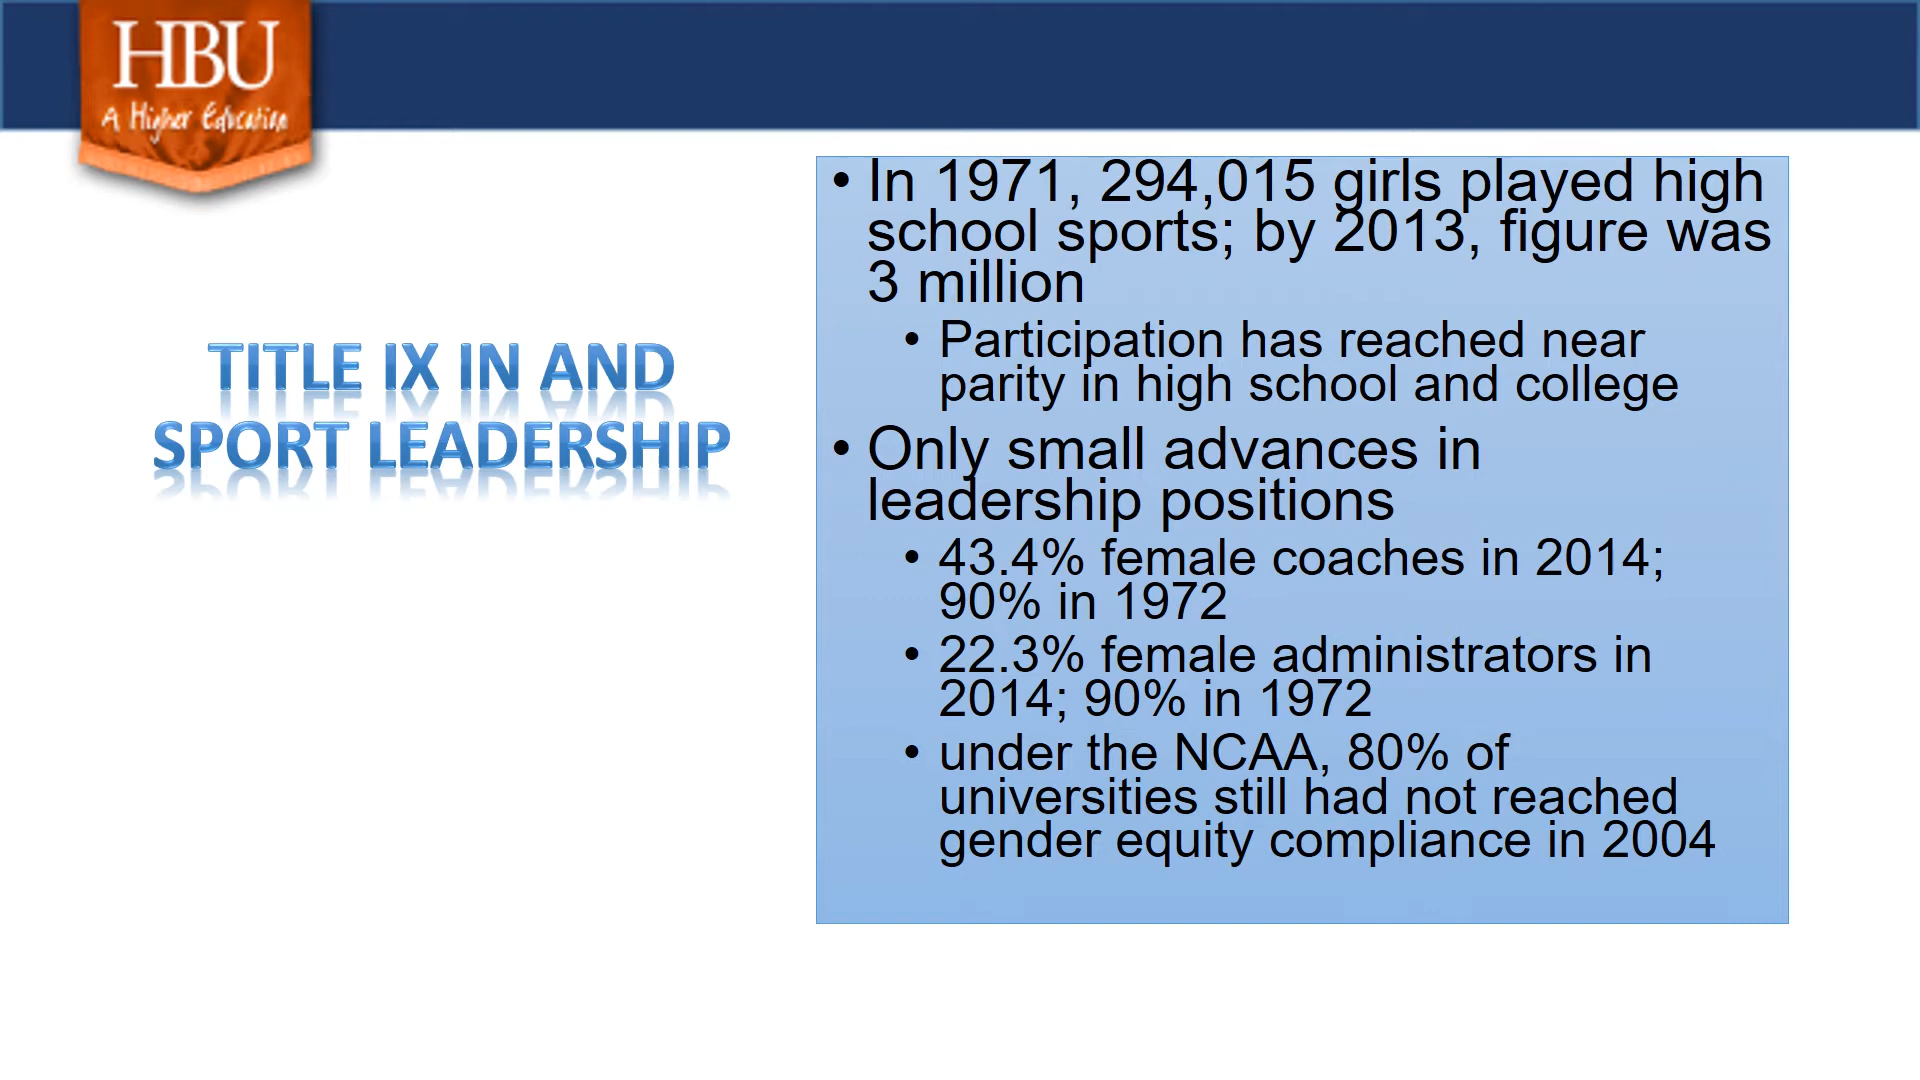 HBU
A Higher Education
TITLE IX IN AND
SPORT LEADERSHIP
• In 1971, 294,015 girls played high
school sports; by 2013, figure was
3 million
• Participation has reached near
parity in high school and college
• Only small advances in
leadership positions
• 43.4% female coaches in 2014;
90% in 1972
• 22.3% female administrators in
2014; 90% in 1972
• under the NCAA, 80% of
universities still had not reached
gender equity compliance in 2004